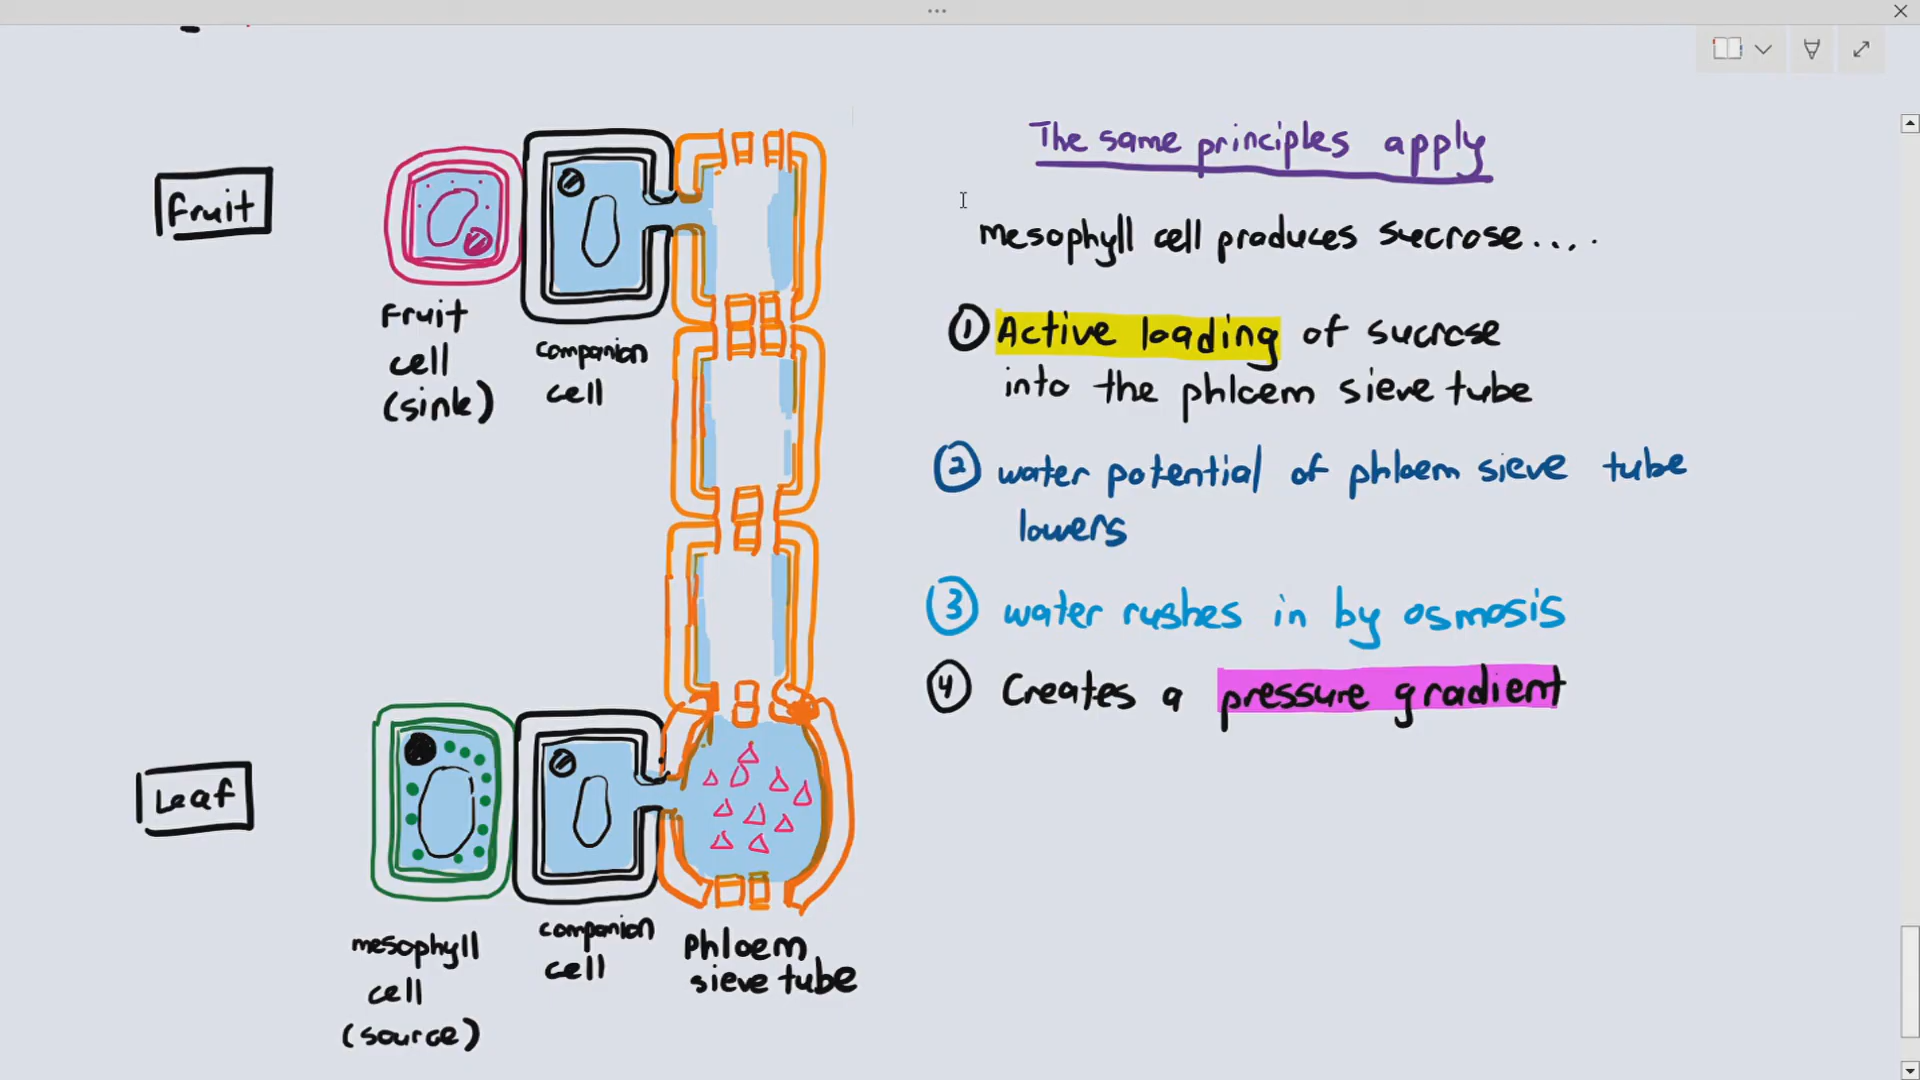 Fruit
Fruit
cell
(sink)
companion
cell
Leaf
mesophyll
cell
(source)
companion
cell
Phloem
sieve tube
The same principles apply
mesophyll cell produces sucrose....
① Active loading of sucrose
into the phloem sieve tube
② water potential of phloem sieve tube
lowers
③ water rushes in by osmosis
④ Creates a pressure gradient